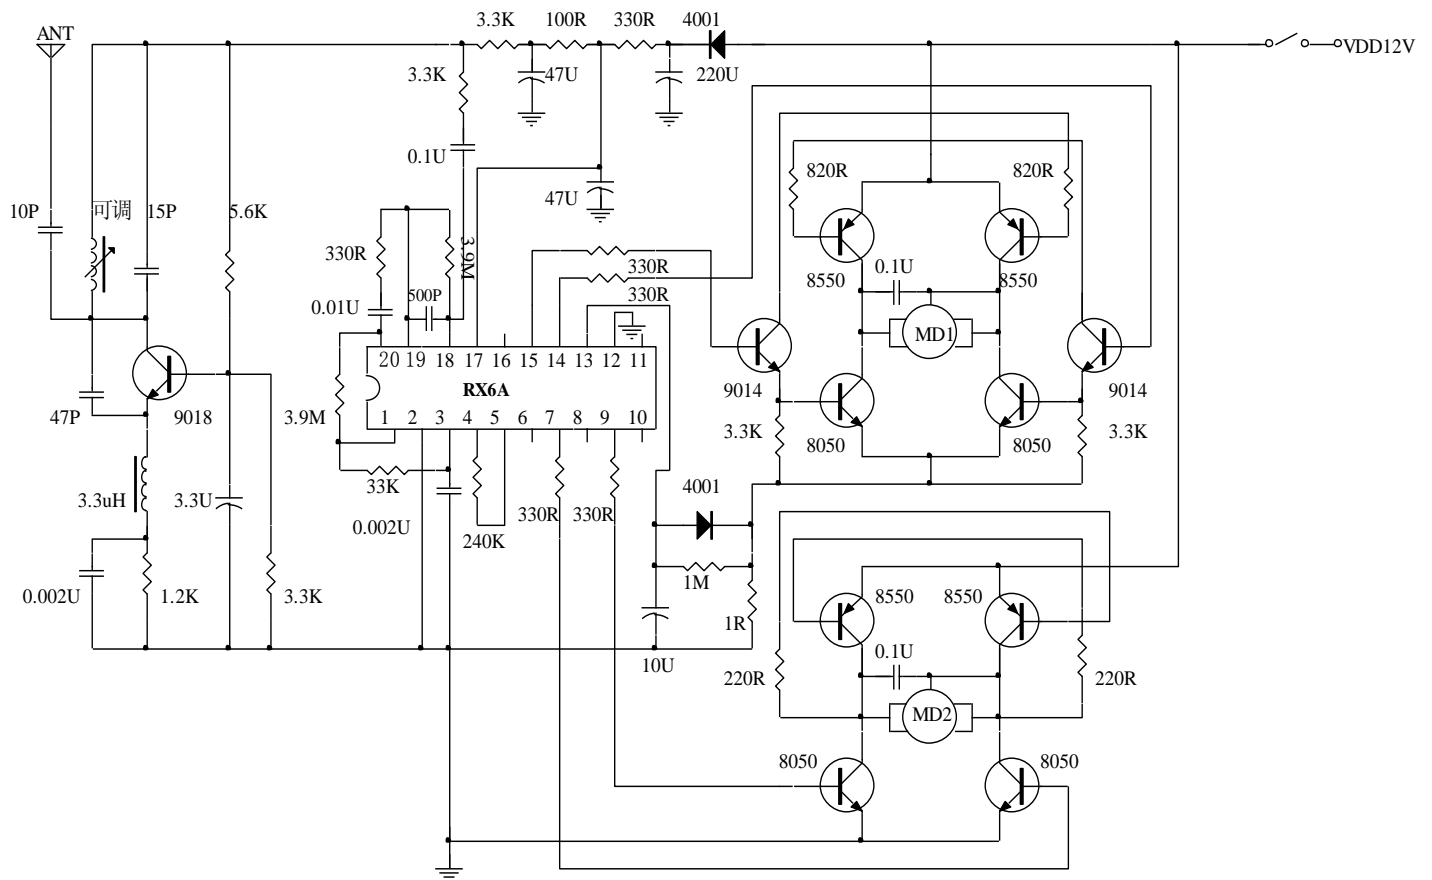 3.3K 100R 330R 4001
ANT
VDD12V
3.3K 47U 220U
0.1U
820R 820R
47U
10P 可调 15P 5.6K
330R 3.9M
330R 8550 0.1U 8550
500P 330R
0.01U
MD1
20 19 18 17 16 15 14 13 12 11
RX6A
9014 9014
47P 9018 3.9M 1 2 3 4 5 6 7 8 9 10
3.3K 8050 8050 3.3K
33K 4001
3.3uH 3.3U
0.002U 330R 330R
240K
1M
0.002U 1.2K 3.3K 8550 8550
1R
10U 0.1U
220R 220R
MD2
8050 8050